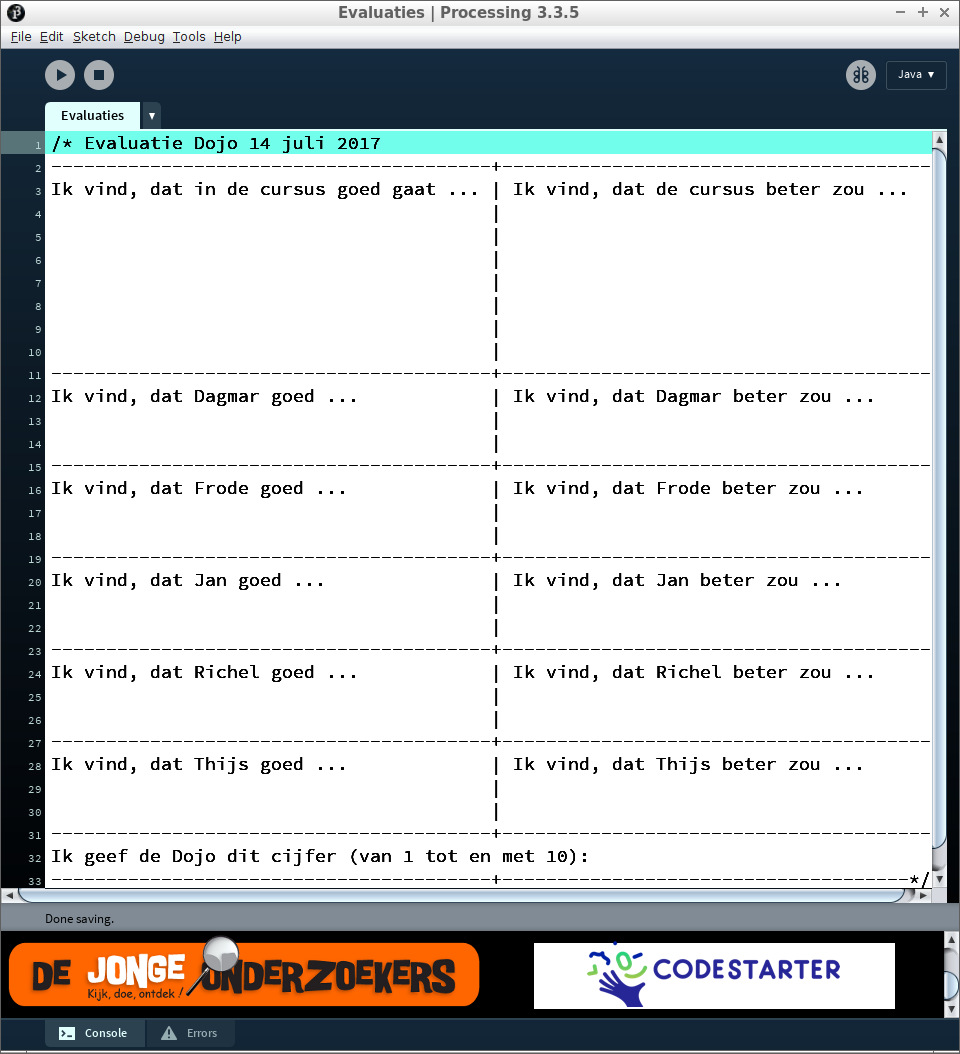 Evaluaties | Processing 3.3.5
File Edit Sketch Debug Tools Help
Java ▼
Evaluaties ▼
1 /* Evaluatie Dojo 14 juli 2017
2 ----------------------------------------+---------------------------------------
3 Ik vind, dat in de cursus goed gaat ... | Ik vind, dat de cursus beter zou ...
4 |
5 |
6 |
7 |
8 |
9 |
10 |
11 ----------------------------------------+---------------------------------------
12 Ik vind, dat Dagmar goed ... | Ik vind, dat Dagmar beter zou ...
13 |
14 |
15 ----------------------------------------+---------------------------------------
16 Ik vind, dat Frode goed ... | Ik vind, dat Frode beter zou ...
17 |
18 |
19 ----------------------------------------+---------------------------------------
20 Ik vind, dat Jan goed ... | Ik vind, dat Jan beter zou ...
21 |
22 |
23 ----------------------------------------+---------------------------------------
24 Ik vind, dat Richel goed ... | Ik vind, dat Richel beter zou ...
25 |
26 |
27 ----------------------------------------+---------------------------------------
28 Ik vind, dat Thijs goed ... | Ik vind, dat Thijs beter zou ...
29 |
30 |
31 ----------------------------------------+---------------------------------------
32 Ik geef de Dojo dit cijfer (van 1 tot en met 10):
33 ----------------------------------------+-------------------------------------*/
Done saving.
DE JONGE ONDERZOEKERS
Kijk, doe, ontdek!
CODESTARTER
Console Errors